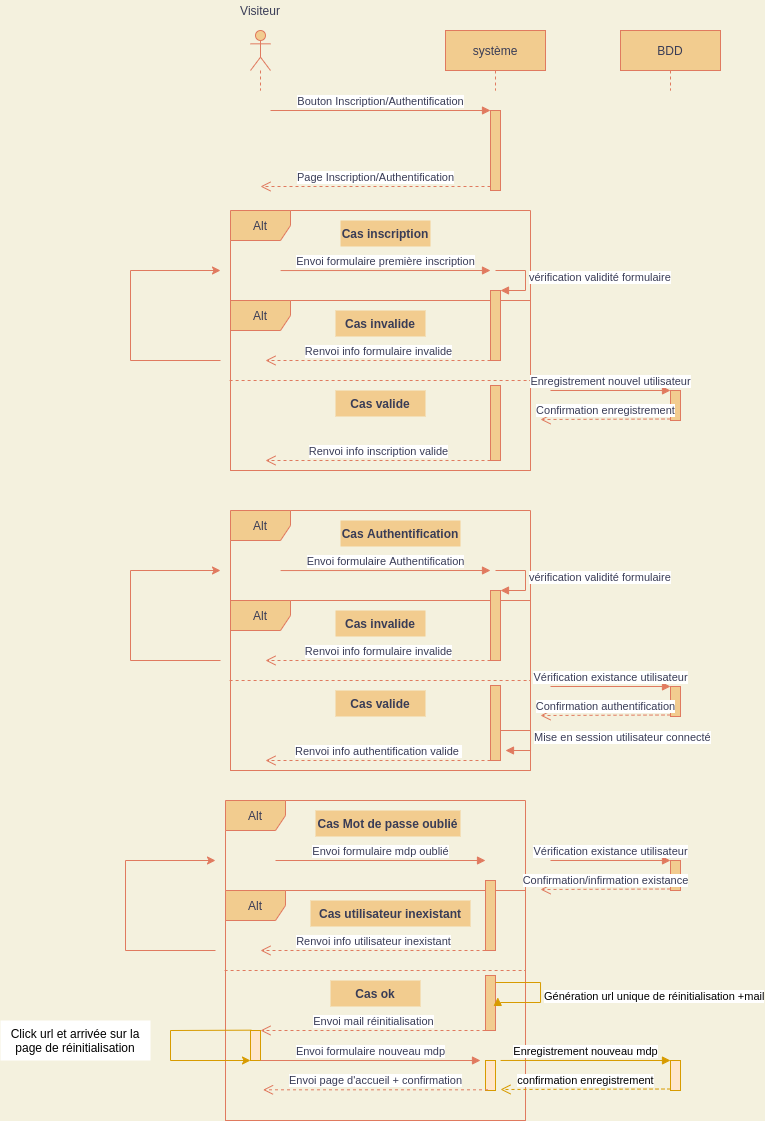 Visiteur
système
BDD
Bouton Inscription/Authentification
Page Inscription/Authentification
Alt
Cas inscription
Envoi formulaire première inscription
vérification validité formulaire
Alt
Cas invalide
Renvoi info formulaire invalide
Enregistrement nouvel utilisateur
Cas valide
Confirmation enregistrement
Renvoi info inscription valide
Alt
Cas Authentification
Envoi formulaire Authentification
vérification validité formulaire
Alt
Cas invalide
Renvoi info formulaire invalide
Vérification existance utilisateur
Cas valide
Confirmation authentification
Mise en session utilisateur connecté
Renvoi info authentification valide
Alt
Cas Mot de passe oublié
Envoi formulaire mdp oublié
Vérification existance utilisateur
Confirmation/infirmation existance
Alt
Cas utilisateur inexistant
Renvoi info utilisateur inexistant
Cas ok
Génération url unique de réinitialisation +mail
Envoi mail réinitialisation
Click url et arrivée sur la
page de réinitialisation
Envoi formulaire nouveau mdp
Enregistrement nouveau mdp
Envoi page d'accueil + confirmation
confirmation enregistrement